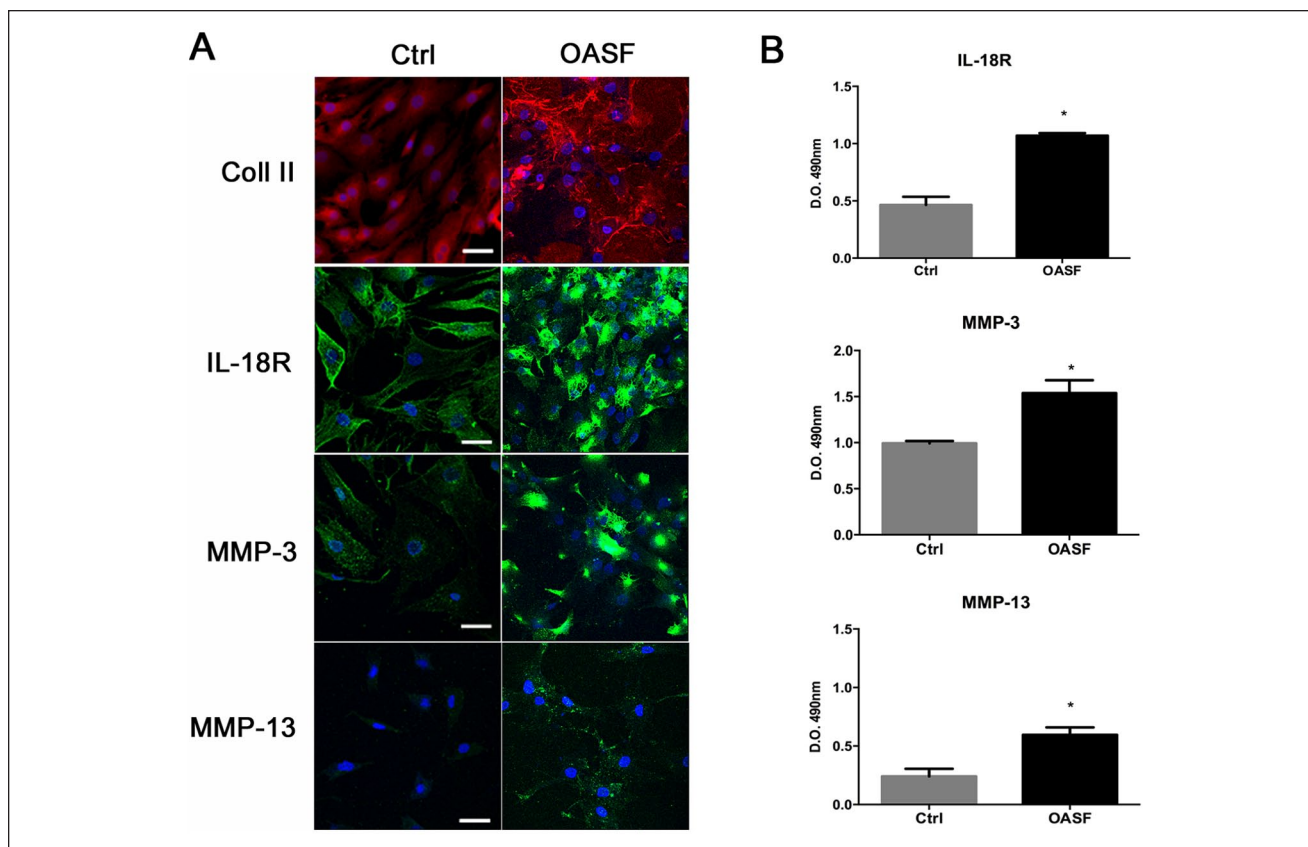 A
Ctrl OASF
Coll II
IL-18R
MMP-3
MMP-13
B
IL-18R
D.O. 490nm
1.5
1.0
0.5
0.0
*
Ctrl OASF
MMP-3
D.O. 490nm
2.0
1.5
1.0
0.5
0.0
*
Ctrl OASF
MMP-13
D.O. 490nm
1.5
1.0
0.5
0.0
*
Ctrl OASF